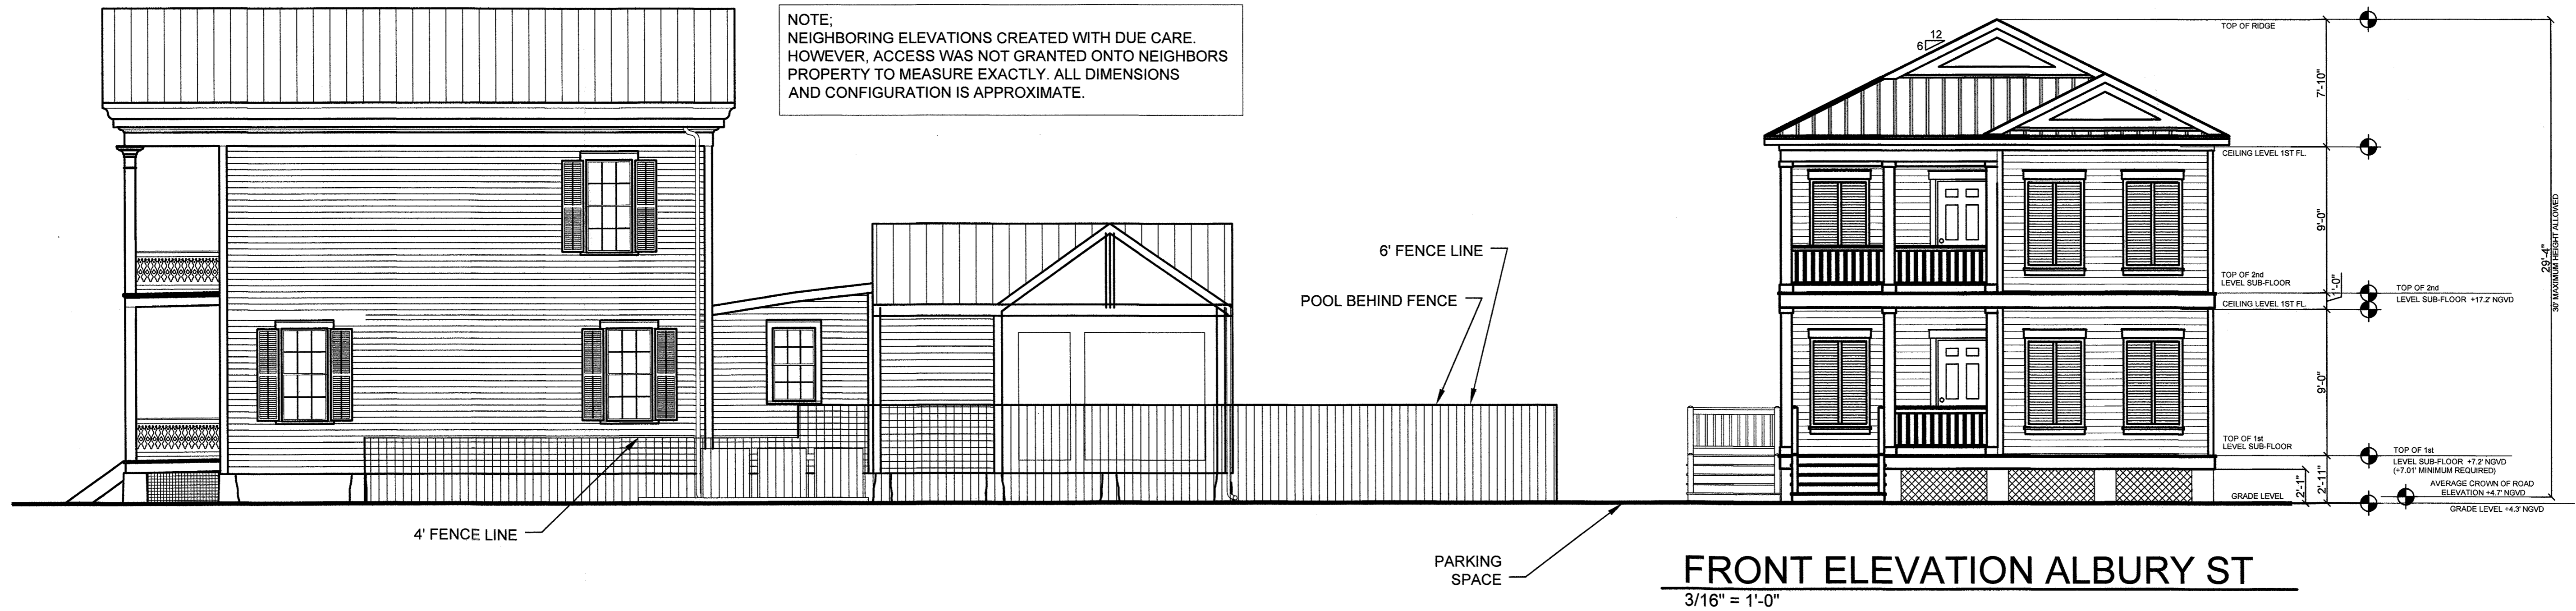 NOTE;
NEIGHBORING ELEVATIONS CREATED WITH DUE CARE.
HOWEVER, ACCESS WAS NOT GRANTED ONTO NEIGHBORS
PROPERTY TO MEASURE EXACTLY. ALL DIMENSIONS
AND CONFIGURATION IS APPROXIMATE.
12
6
TOP OF RIDGE
7'-10"
CEILING LEVEL 1ST FL.
9'-0"
29'-4"
30' MAXIMUM HEIGHT ALLOWED
6' FENCE LINE
POOL BEHIND FENCE
TOP OF 2nd
LEVEL SUB-FLOOR
1'-0"
TOP OF 2nd
LEVEL SUB-FLOOR +17.2' NGVD
CEILING LEVEL 1ST FL.
9'-0"
TOP OF 1st
LEVEL SUB-FLOOR
TOP OF 1st
LEVEL SUB-FLOOR +7.2' NGVD
(+7.01' MINIMUM REQUIRED)
2'-1"
2'-11"
AVERAGE CROWN OF ROAD
ELEVATION +4.7' NGVD
GRADE LEVEL
GRADE LEVEL +4.3' NGVD
4' FENCE LINE
PARKING
SPACE
FRONT ELEVATION ALBURY ST
3/16" = 1'-0"